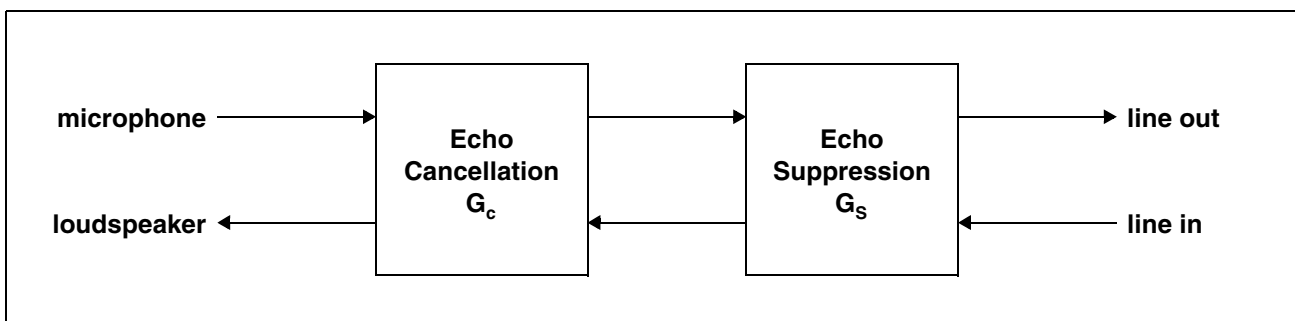 microphone
Echo
Cancellation
Gc
Echo
Suppression
GS
line out
loudspeaker
line in